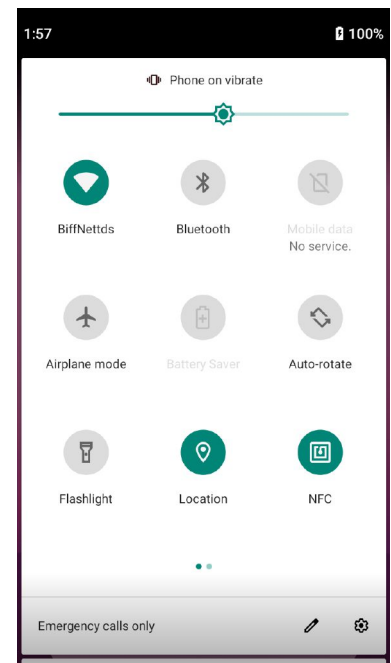 1:57 100%
Phone on vibrate
BiffNettds Bluetooth Mobile data
No service.
Airplane mode Battery Saver Auto-rotate
Flashlight Location NFC
Emergency calls only